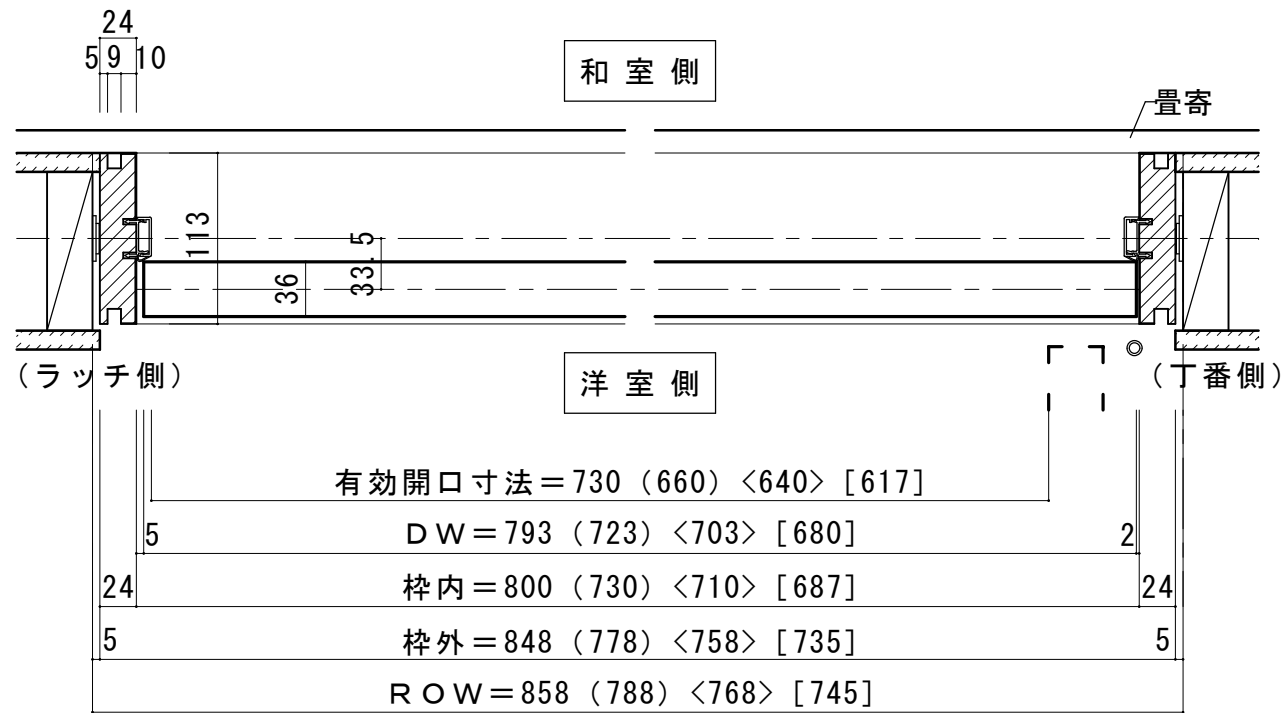 24
5 9 10
和室側
畳寄
113
33.5
36
(ラッチ側)
洋室側
(丁番側)
有効開口寸法=730 (660) <640> [617]
5 DW=793 (723) <703> [680] 2
24 枠内=800 (730) <710> [687] 24
5 枠外=848 (778) <758> [735] 5
ROW=858 (788) <768> [745]